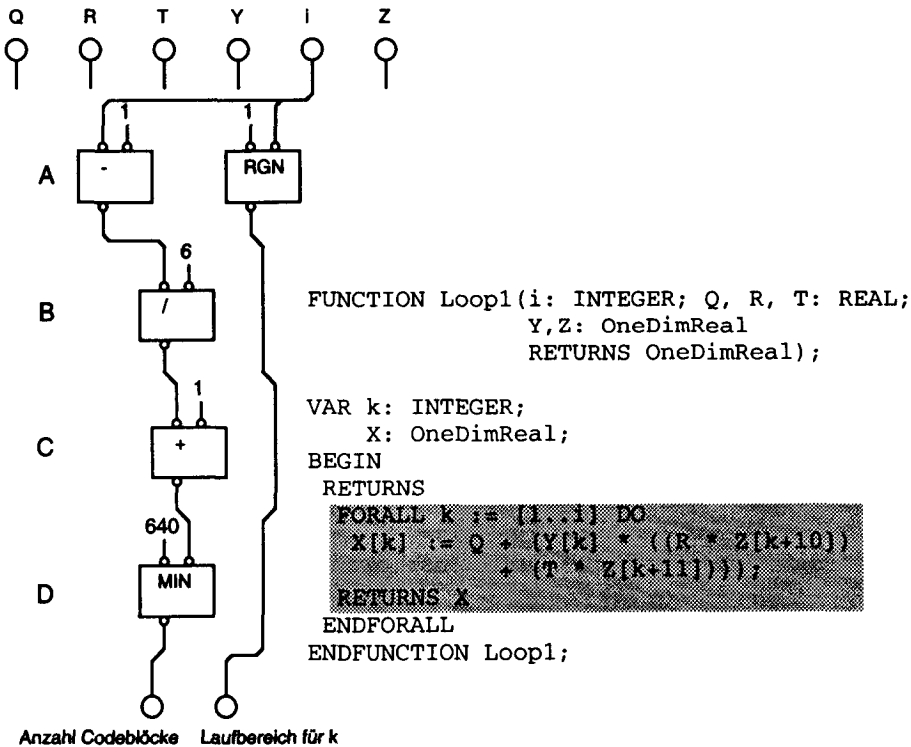 Q R T Y i Z
1 1
A - RGN
6
B /
1
C +
640
D MIN
Anzahl Codeblöcke Laufbereich für k
FUNCTION Loop1(i: INTEGER; Q, R, T: REAL;
Y,Z: OneDimReal
RETURNS OneDimReal);
VAR k: INTEGER;
X: OneDimReal;
BEGIN
RETURNS
FORALL k := [1..i] DO
X[k] := Q + (Y[k] * ((R * Z[k+10])
+ (T * Z[k+11])));
RETURNS X
ENDFORALL
ENDFUNCTION Loop1;